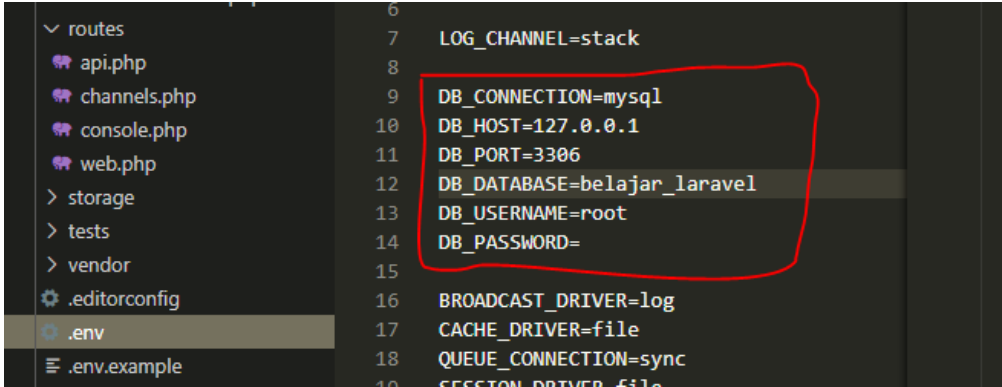 routes
api.php
channels.php
console.php
web.php
storage
tests
vendor
.editorconfig
.env
.env.example
6
7 LOG_CHANNEL=stack
8
9 DB_CONNECTION=mysql
10 DB_HOST=127.0.0.1
11 DB_PORT=3306
12 DB_DATABASE=belajar_laravel
13 DB_USERNAME=root
14 DB_PASSWORD=
15
16 BROADCAST_DRIVER=log
17 CACHE_DRIVER=file
18 QUEUE_CONNECTION=sync